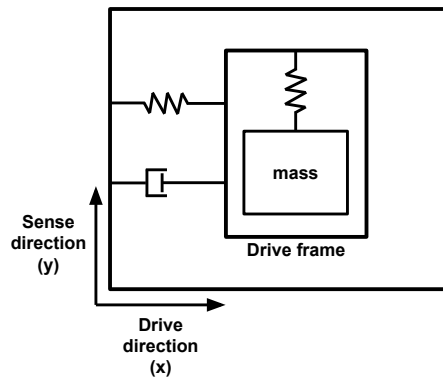 mass
Drive frame
Sense
direction
(y)
Drive
direction
(x)